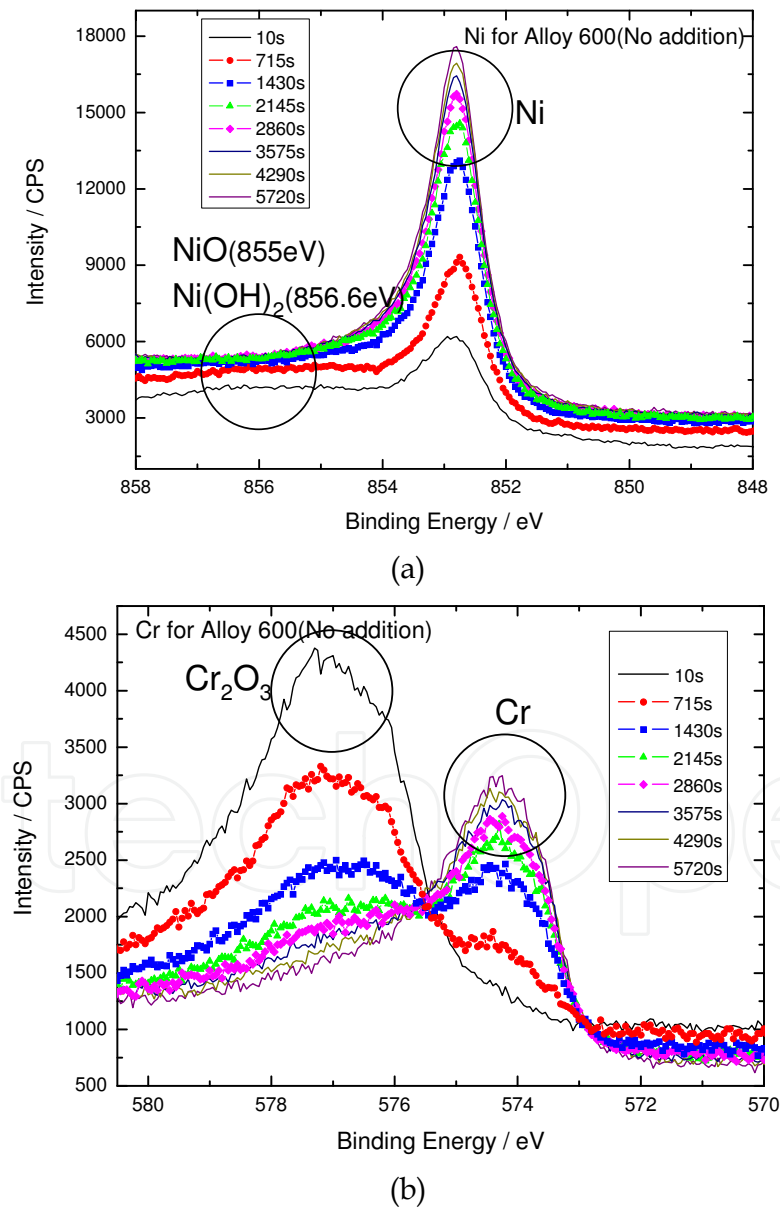 (a)
Ni for Alloy 600(No addition)
10s
715s
1430s
2145s
2860s
3575s
4290s
5720s
Ni
NiO(855eV)
Ni(OH)₂(856.6eV)
Intensity / CPS
18000
15000
12000
9000
6000
3000
858
856
854
852
850
848
Binding Energy / eV
(a)
Cr for Alloy 600(No addition)
Cr₂O₃
Cr
10s
715s
1430s
2145s
2860s
3575s
4290s
5720s
Intensity / CPS
4500
4000
3500
3000
2500
2000
1500
1000
500
580
578
576
574
572
570
Binding Energy / eV
(b)